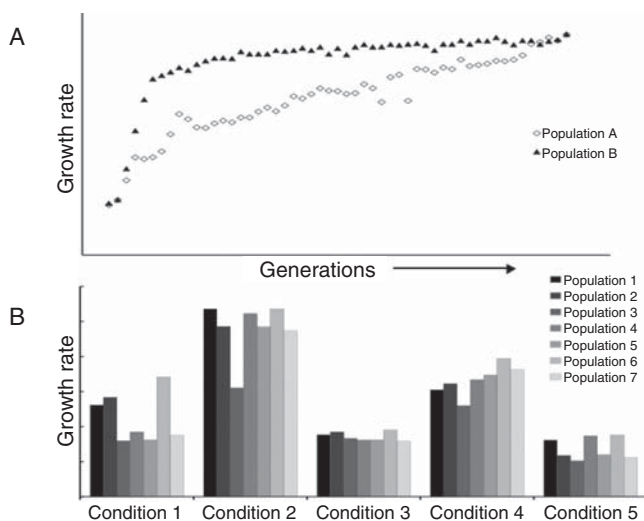 A
Growth rate
Population A
Population B
Generations
B
Growth rate
Population 1
Population 2
Population 3
Population 4
Population 5
Population 6
Population 7
Condition 1 Condition 2 Condition 3 Condition 4 Condition 5